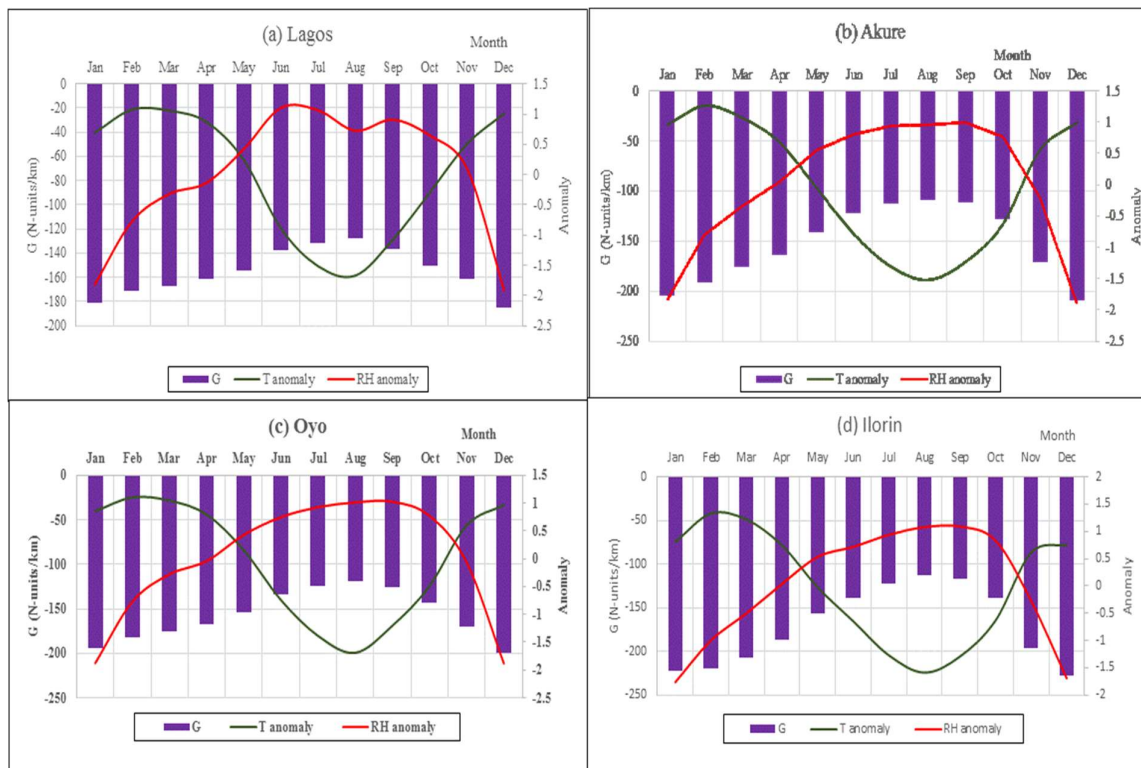 (a) Lagos
Month
Jan Feb Mar Apr May Jun Jul Aug Sep Oct Nov Dec
0
-20
-40
-60
-80
-100
-120
-140
-160
-180
-200
G (N-units/km)
1.5
1
0.5
0
-0.5
-1
-1.5
-2
-2.5
Anomaly
G T anomaly RH anomaly
(b) Akure
Month
Jan Feb Mar Apr May Jun Jul Aug Sep Oct Nov Dec
0
-50
-100
-150
-200
-250
G (N-units/km)
1.5
1
0.5
0
-0.5
-1
-1.5
-2
-2.5
Anomaly
G T anomaly RH anomaly
(c) Oyo
Month
Jan Feb Mar Apr May Jun Jul Aug Sep Oct Nov Dec
0
-50
-100
-150
-200
-250
G (N-units/km)
1.5
1
0.5
0
-0.5
-1
-1.5
-2
-2.5
Anomaly
G T anomaly RH anomaly
(d) Ilorin
Month
Jan Feb Mar Apr May Jun Jul Aug Sep Oct Nov Dec
0
-50
-100
-150
-200
-250
G (N-units/km)
2
1.5
1
0.5
0
-0.5
-1
-1.5
-2
Anomaly
G T anomaly RH anomaly